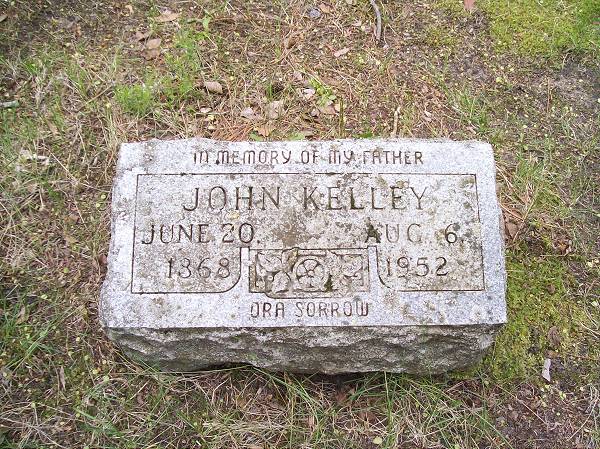 IN MEMORY OF MY FATHER
JOHN KELLEY
JUNE 20, AUG 6,
1868 1952
ORA SORROW